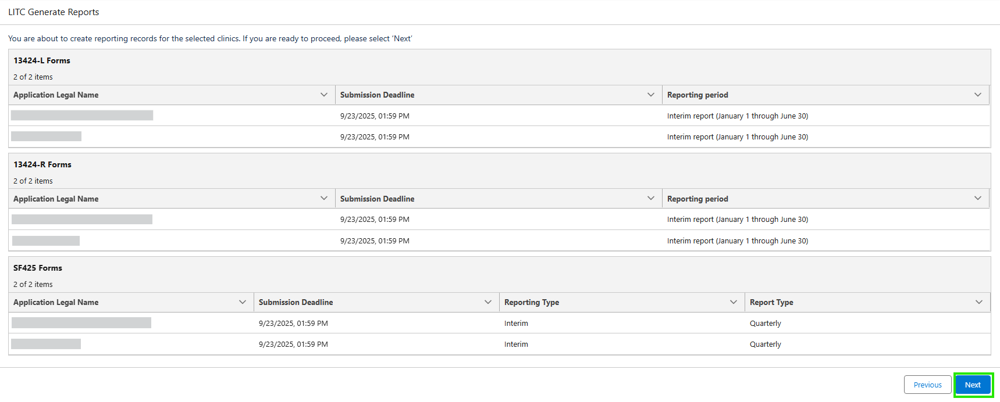 LITC Generate Reports
You are about to create reporting records for the selected clinics. If you are ready to proceed, please select ‘Next’
13424-L Forms
2 of 2 items
Application Legal Name Submission Deadline Reporting period
9/23/2025, 01:59 PM Interim report (January 1 through June 30)
9/23/2025, 01:59 PM Interim report (January 1 through June 30)
13424-R Forms
2 of 2 items
Application Legal Name Submission Deadline Reporting period
9/23/2025, 01:59 PM Interim report (January 1 through June 30)
9/23/2025, 01:59 PM Interim report (January 1 through June 30)
SF425 Forms
2 of 2 items
Application Legal Name Submission Deadline Reporting Type Report Type
9/23/2025, 01:59 PM Interim Quarterly
9/23/2025, 01:59 PM Interim Quarterly
Previous Next